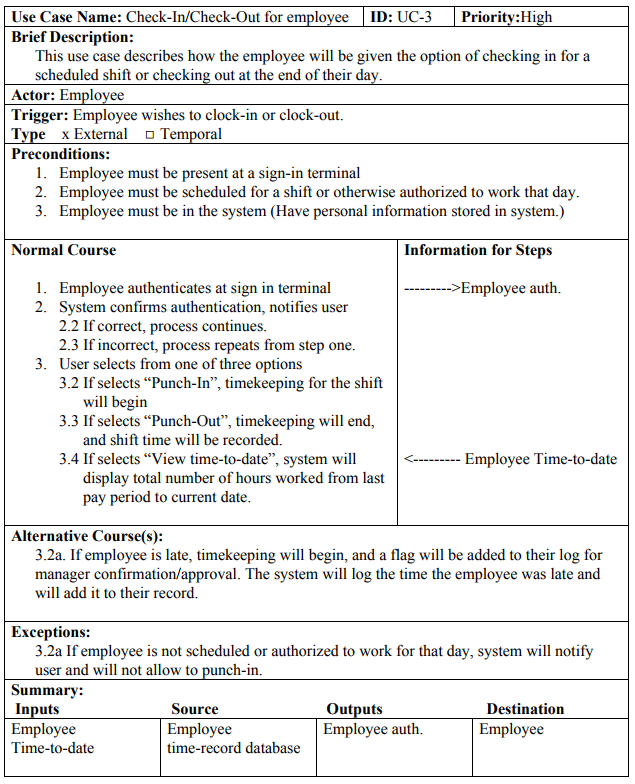 Use Case Name: Check-In/Check-Out for employee ID: UC-3 Priority:High
Brief Description:
This use case describes how the employee will be given the option of checking in for a
scheduled shift or checking out at the end of their day.
Actor: Employee
Trigger: Employee wishes to clock-in or clock-out.
Type x External □ Temporal
Preconditions:
1. Employee must be present at a sign-in terminal
2. Employee must be scheduled for a shift or otherwise authorized to work that day.
3. Employee must be in the system (Have personal information stored in system.)
Normal Course
1. Employee authenticates at sign in terminal
2. System confirms authentication, notifies user
2.2 If correct, process continues.
2.3 If incorrect, process repeats from step one.
3. User selects from one of three options
3.2 If selects “Punch-In”, timekeeping for the shift
will begin
3.3 If selects “Punch-Out”, timekeeping will end,
and shift time will be recorded.
3.4 If selects “View time-to-date”, system will
display total number of hours worked from last
pay period to current date.
Information for Steps
--------->Employee auth.
<--------- Employee Time-to-date
Alternative Course(s):
3.2a. If employee is late, timekeeping will begin, and a flag will be added to their log for
manager confirmation/approval. The system will log the time the employee was late and
will add it to their record.
Exceptions:
3.2a If employee is not scheduled or authorized to work for that day, system will notify
user and will not allow to punch-in.
Summary:
Inputs Source Outputs Destination
Employee Employee Employee auth. Employee
Time-to-date time-record database